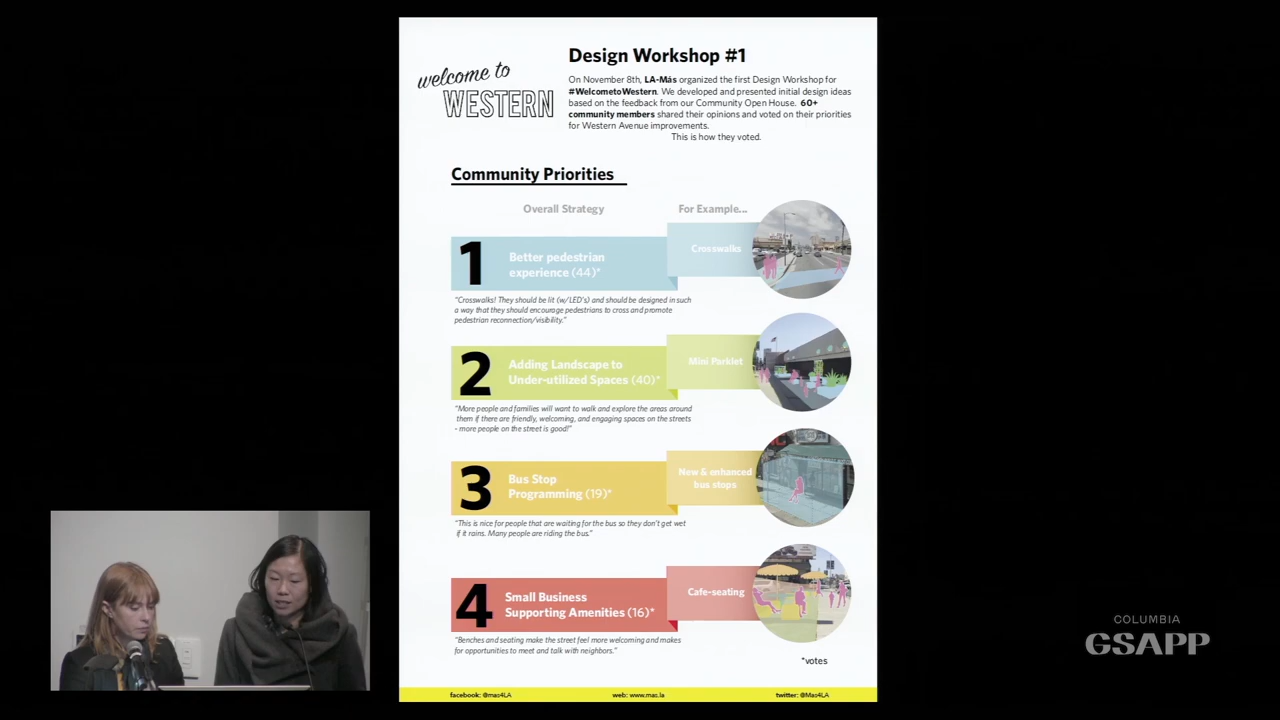 welcome to
WESTERN
Design Workshop #1
On November 8th, LA-Más organized the first Design Workshop for
#WelcometoWestern. We developed and presented initial design ideas
based on the feedback from our Community Open House. 60+
community members shared their opinions and voted on their priorities
for Western Avenue improvements.
This is how they voted.
Community Priorities
Overall Strategy
For Example...
1
Better pedestrian
experience (44)*
Crosswalks
"Crosswalks! They should be lit (w/LED's) and should be designed in such
a way that they should encourage pedestrians to cross and promote
pedestrian reconnection/visibility."
2
Adding Landscape to
Under-utilized Spaces (40)*
Mini Parklet
"More people and families will want to walk and explore the areas around
them if there are friendly, welcoming, and engaging spaces on the streets
- more people on the street is good!"
3
Bus Stop
Programming (19)*
New & enhanced
bus stops
"This is nice for people that are waiting for the bus so they don't get wet
if it rains. Many people are riding the bus."
4
Small Business
Supporting Amenities (16)*
Cafe-seating
"Benches and seating make the street feel more welcoming and makes
for opportunities to meet and talk with neighbors."
*votes
facebook: @mas4LA
web: www.mas.la
twitter: @Mas4LA
COLUMBIA
GSAPP